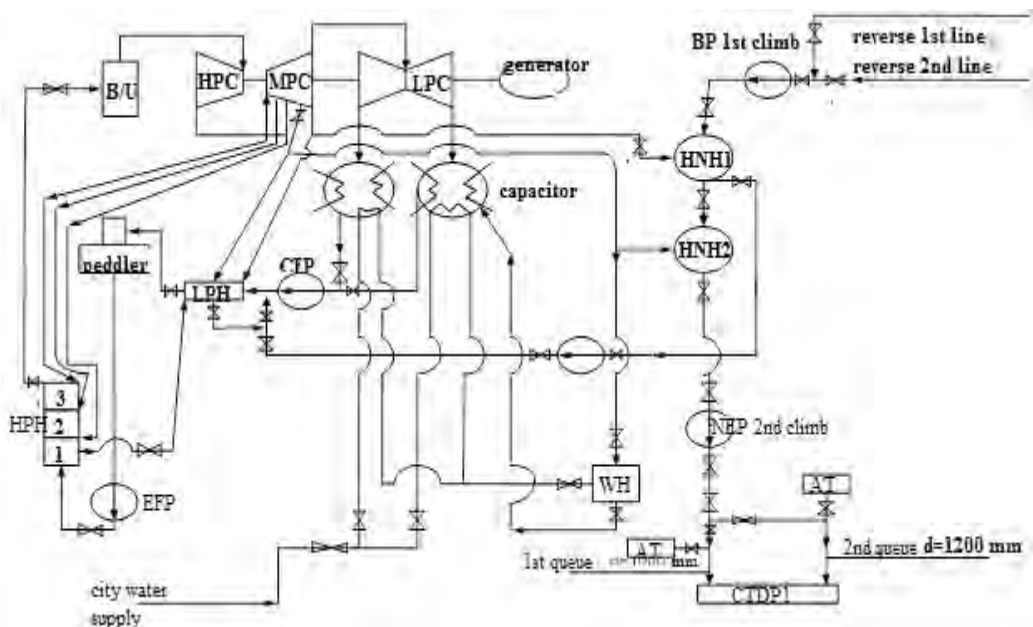 BP 1st climb
reverse 1st line
reverse 2nd line
generator
HPC
MPC
LPC
B/U
HNH1
capacitor
HNH2
peddler
CTP
LPH
3
HPH
2
1
NEP 2nd climb
EFP
WH
AT
AT
1st queue
mm
2nd queue d=1200 mm
city water
supply
CTDP1